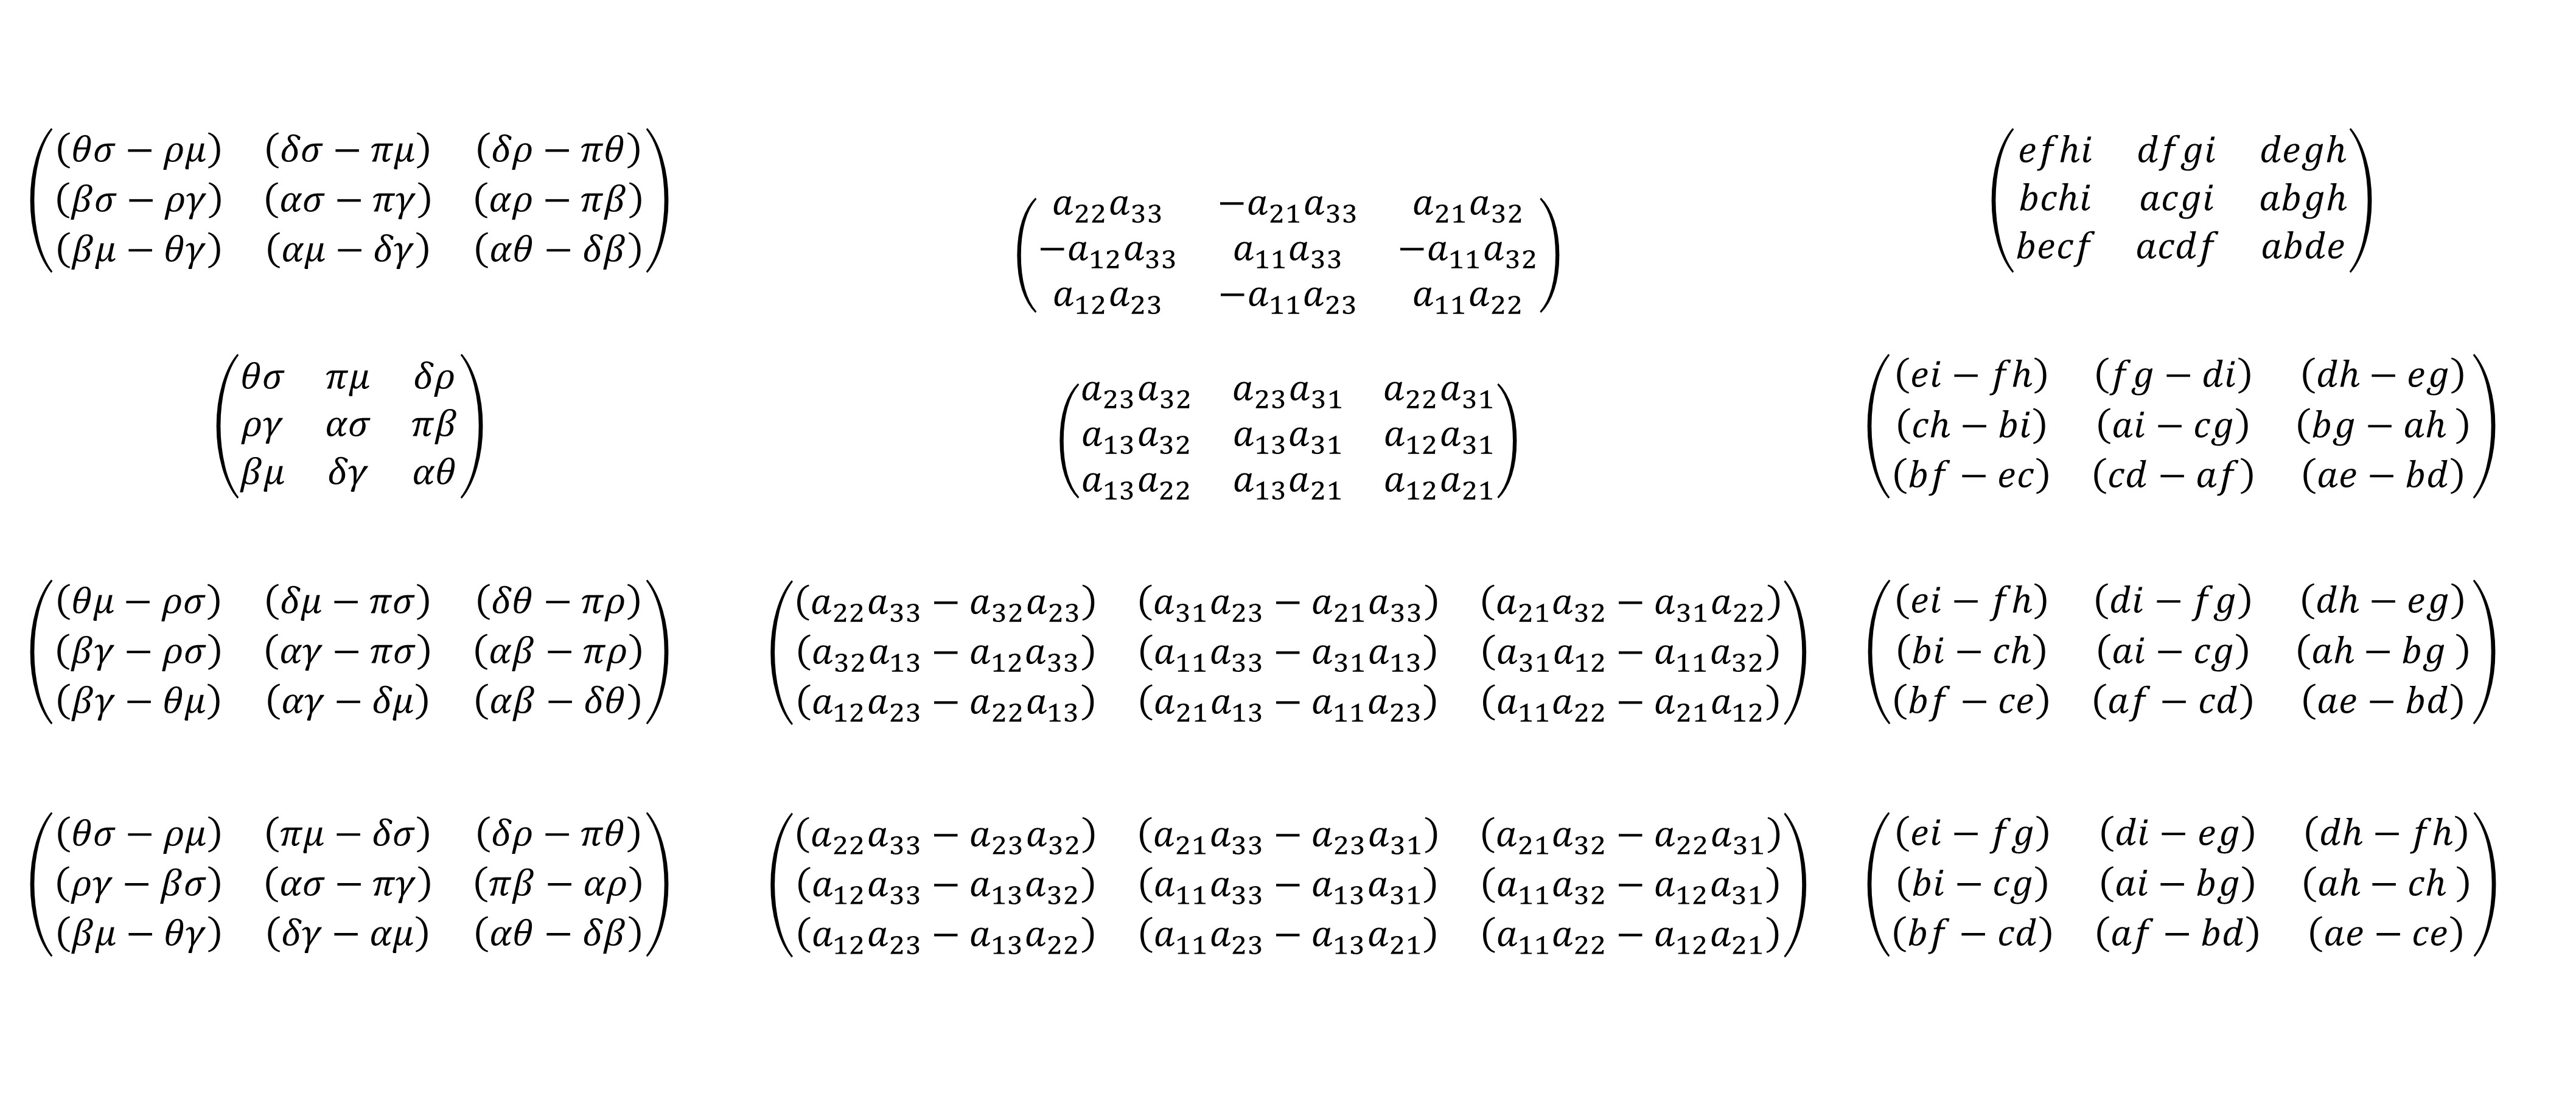 (θσ − ρμ) (δσ − πμ) (δρ − πθ)
(βσ − ργ) (ασ − πγ) (αρ − πβ)
(βμ − θγ) (αμ − δγ) (αθ − δβ)
θσ πμ δρ
ργ ασ πβ
βμ δγ αθ
(θμ − ρσ) (δμ − πσ) (δθ − πρ)
(βγ − ρσ) (αγ − πσ) (αβ − πρ)
(βγ − θμ) (αγ − δμ) (αβ − δθ)
(θσ − ρμ) (πμ − δσ) (δρ − πθ)
(ργ − βσ) (ασ − πγ) (πβ − αρ)
(βμ − θγ) (δγ − αμ) (αθ − δβ)
a₂₂a₃₃ −a₂₁a₃₃ a₂₁a₃₂
−a₁₂a₃₃ a₁₁a₃₃ −a₁₁a₃₂
a₁₂a₂₃ −a₁₁a₂₃ a₁₁a₂₂
a₂₃a₃₂ a₂₃a₃₁ a₂₂a₃₁
a₁₃a₃₂ a₁₃a₃₁ a₁₂a₃₁
a₁₃a₂₂ a₁₃a₂₁ a₁₂a₂₁
(a₂₂a₃₃ − a₃₂a₂₃) (a₃₁a₂₃ − a₂₁a₃₃) (a₂₁a₃₂ − a₃₁a₂₂)
(a₃₂a₁₃ − a₁₂a₃₃) (a₁₁a₃₃ − a₃₁a₁₃) (a₃₁a₁₂ − a₁₁a₃₂)
(a₁₂a₂₃ − a₂₂a₁₃) (a₂₁a₁₃ − a₁₁a₂₃) (a₁₁a₂₂ − a₂₁a₁₂)
(a₂₂a₃₃ − a₂₃a₃₂) (a₂₁a₃₃ − a₂₃a₃₁) (a₂₁a₃₂ − a₂₂a₃₁)
(a₁₂a₃₃ − a₁₃a₃₂) (a₁₁a₃₃ − a₁₃a₃₁) (a₁₁a₃₂ − a₁₂a₃₁)
(a₁₂a₂₃ − a₁₃a₂₂) (a₁₁a₂₃ − a₁₃a₂₁) (a₁₁a₂₂ − a₁₂a₂₁)
efhi dfgi degh
bchi acgi abgh
becf acdf abde
(ei − fh) (fg − di) (dh − eg)
(ch − bi) (ai − cg) (bg − ah )
(bf − ec) (cd − af) (ae − bd)
(ei − fh) (di − fg) (dh − eg)
(bi − ch) (ai − cg) (ah − bg )
(bf − ce) (af − cd) (ae − bd)
(ei − fg) (di − eg) (dh − fh)
(bi − cg) (ai − bg) (ah − ch )
(bf − cd) (af − bd) (ae − ce)